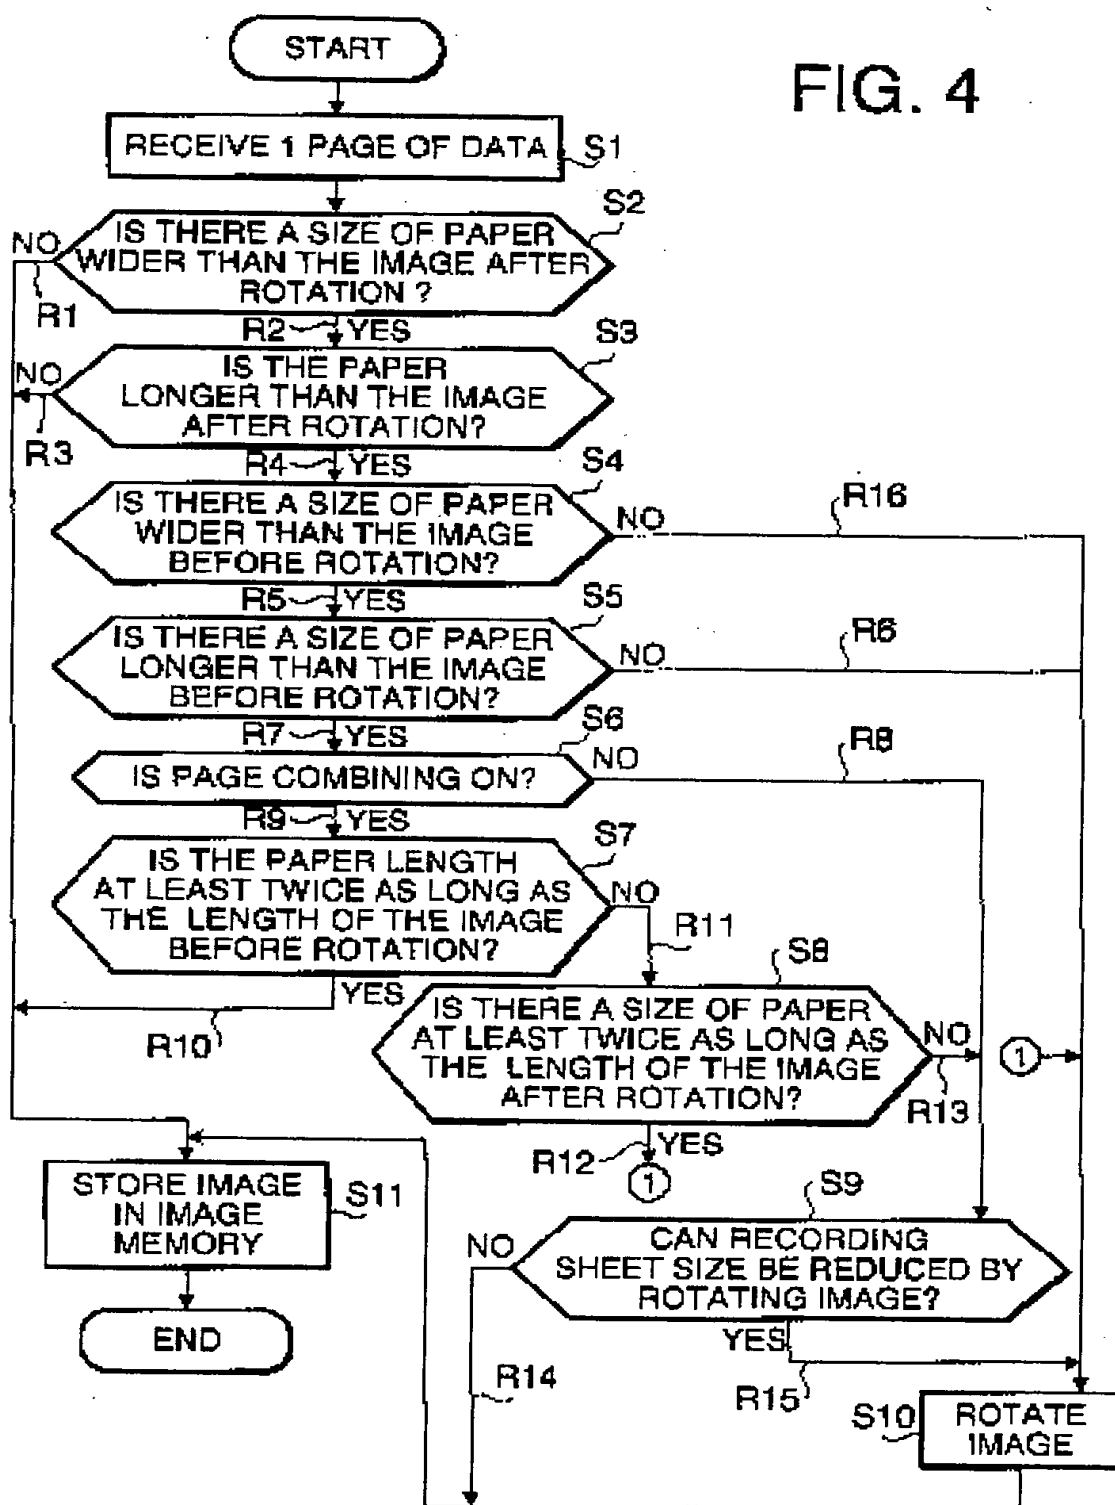 START
FIG. 4
RECEIVE 1 PAGE OF DATA
S1
S2
IS THERE A SIZE OF PAPER
WIDER THAN THE IMAGE AFTER
ROTATION ?
NO
R1
R2
YES
S3
IS THE PAPER
LONGER THAN THE IMAGE
AFTER ROTATION?
NO
R3
R4
YES
S4
IS THERE A SIZE OF PAPER
WIDER THAN THE IMAGE
BEFORE ROTATION?
NO
R16
R5
YES
S5
IS THERE A SIZE OF PAPER
LONGER THAN THE IMAGE
BEFORE ROTATION?
NO
R6
R7
YES
S6
IS PAGE COMBINING ON?
NO
R8
R9
YES
S7
IS THE PAPER LENGTH
AT LEAST TWICE AS LONG AS
THE LENGTH OF THE IMAGE
BEFORE ROTATION?
NO
R11
YES
R10
S8
IS THERE A SIZE OF PAPER
AT LEAST TWICE AS LONG AS
THE LENGTH OF THE IMAGE
AFTER ROTATION?
NO
R13
1
R12
YES
1
STORE IMAGE
IN IMAGE
MEMORY
S11
END
S9
CAN RECORDING
SHEET SIZE BE REDUCED BY
ROTATING IMAGE?
NO
R14
YES
R15
S10
ROTATE
IMAGE